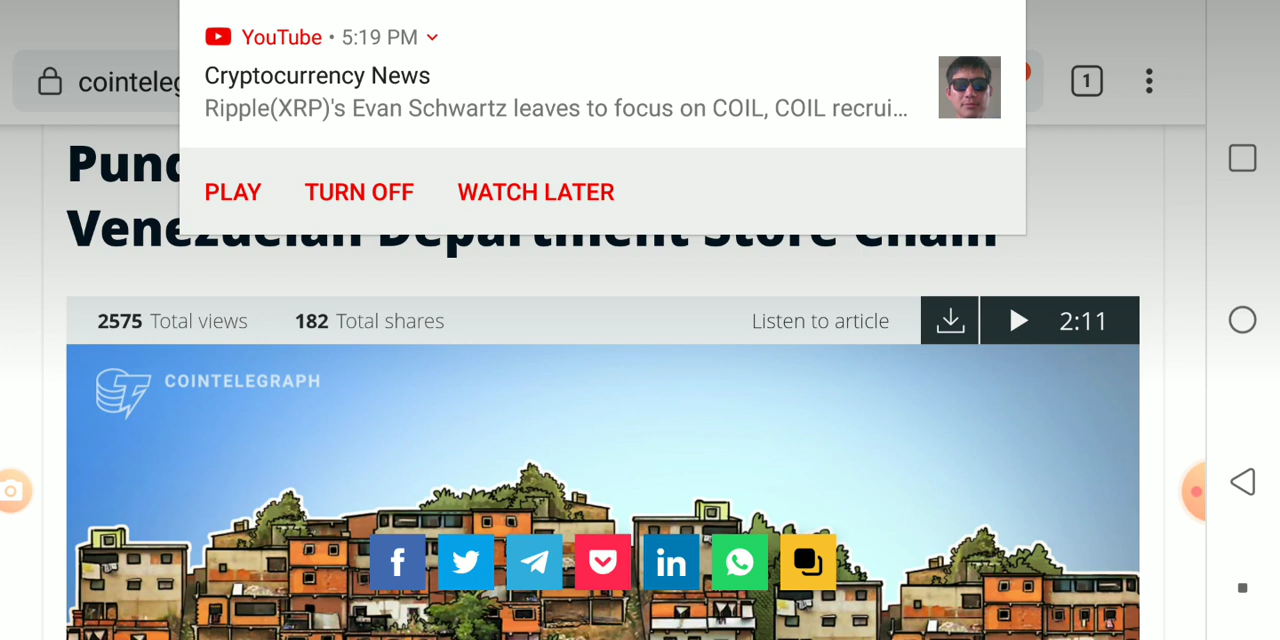 YouTube • 5:19 PM
Cryptocurrency News
Ripple(XRP)'s Evan Schwartz leaves to focus on COIL, COIL recrui...
PLAY TURN OFF WATCH LATER
1
Venezuelan Department Store Chain
2575 Total views 182 Total shares Listen to article 2:11
COINTELEGRAPH
f in